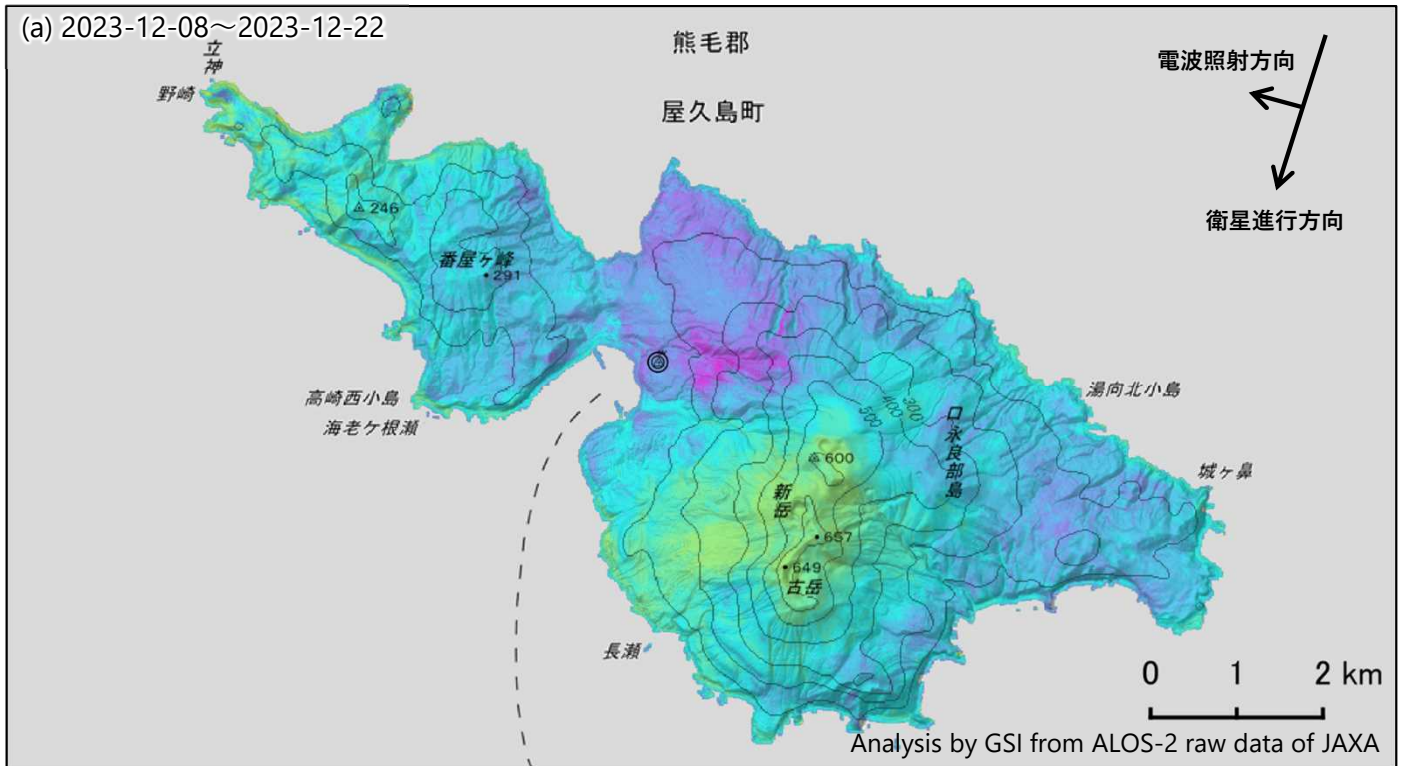 (a) 2023-12-08～2023-12-22
熊毛郡
屋久島町
電波照射方向
衛星進行方向
立神
野崎
246
番屋ヶ峰
291
高崎西小島
海老ケ根瀬
湯向北小島
500
400
300
口永良部島
600
新岳
城ヶ鼻
657
649
古岳
長瀬
0 1 2 km
Analysis by GSI from ALOS-2 raw data of JAXA